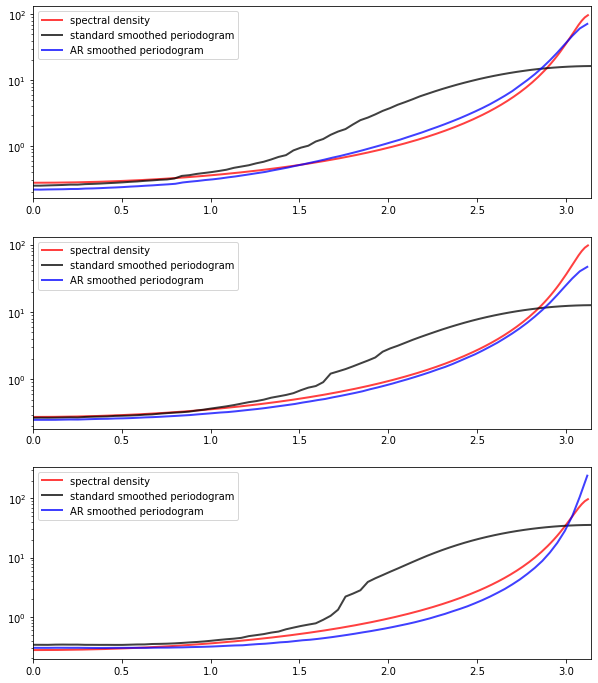 10²
10¹
10⁰
spectral density
standard smoothed periodogram
AR smoothed periodogram
0.0 0.5 1.0 1.5 2.0 2.5 3.0
10²
10¹
10⁰
spectral density
standard smoothed periodogram
AR smoothed periodogram
0.0 0.5 1.0 1.5 2.0 2.5 3.0
10²
10¹
10⁰
spectral density
standard smoothed periodogram
AR smoothed periodogram
0.0 0.5 1.0 1.5 2.0 2.5 3.0